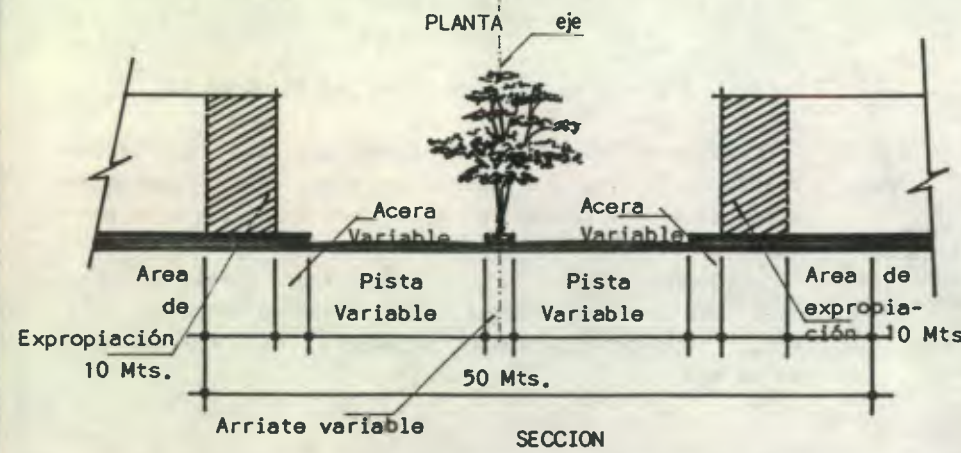 PLANTA
eje
Acera
Variable
Acera
Variable
Area
de
Expropiación
10 Mts.
Pista
Variable
Pista
Variable
Area de
expropia-
ción 10 Mts
50 Mts.
Arriate variable
SECCION